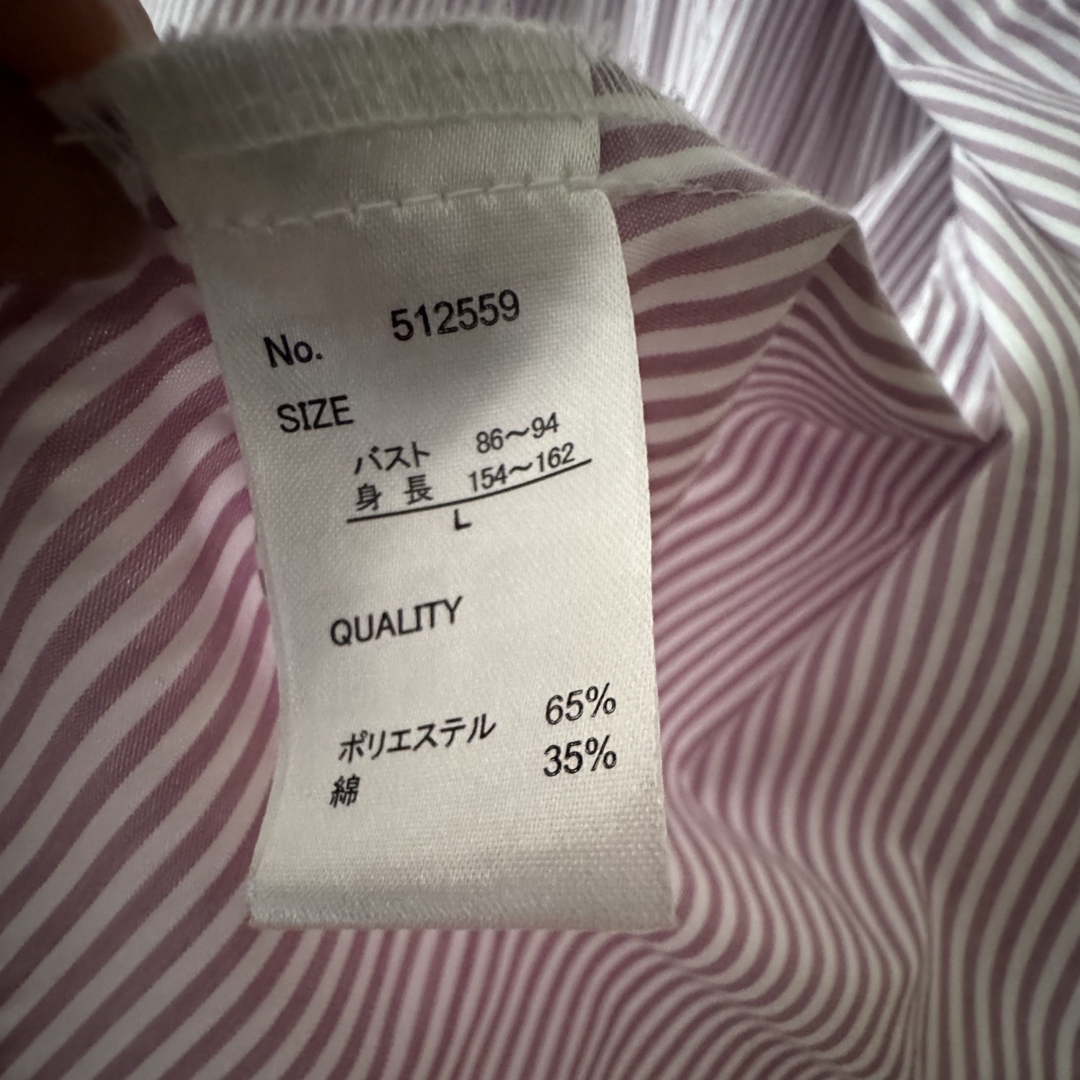 No. 512559
SIZE
バスト 86〜94
身長 154〜162
L
QUALITY
ポリエステル 65%
綿 35%